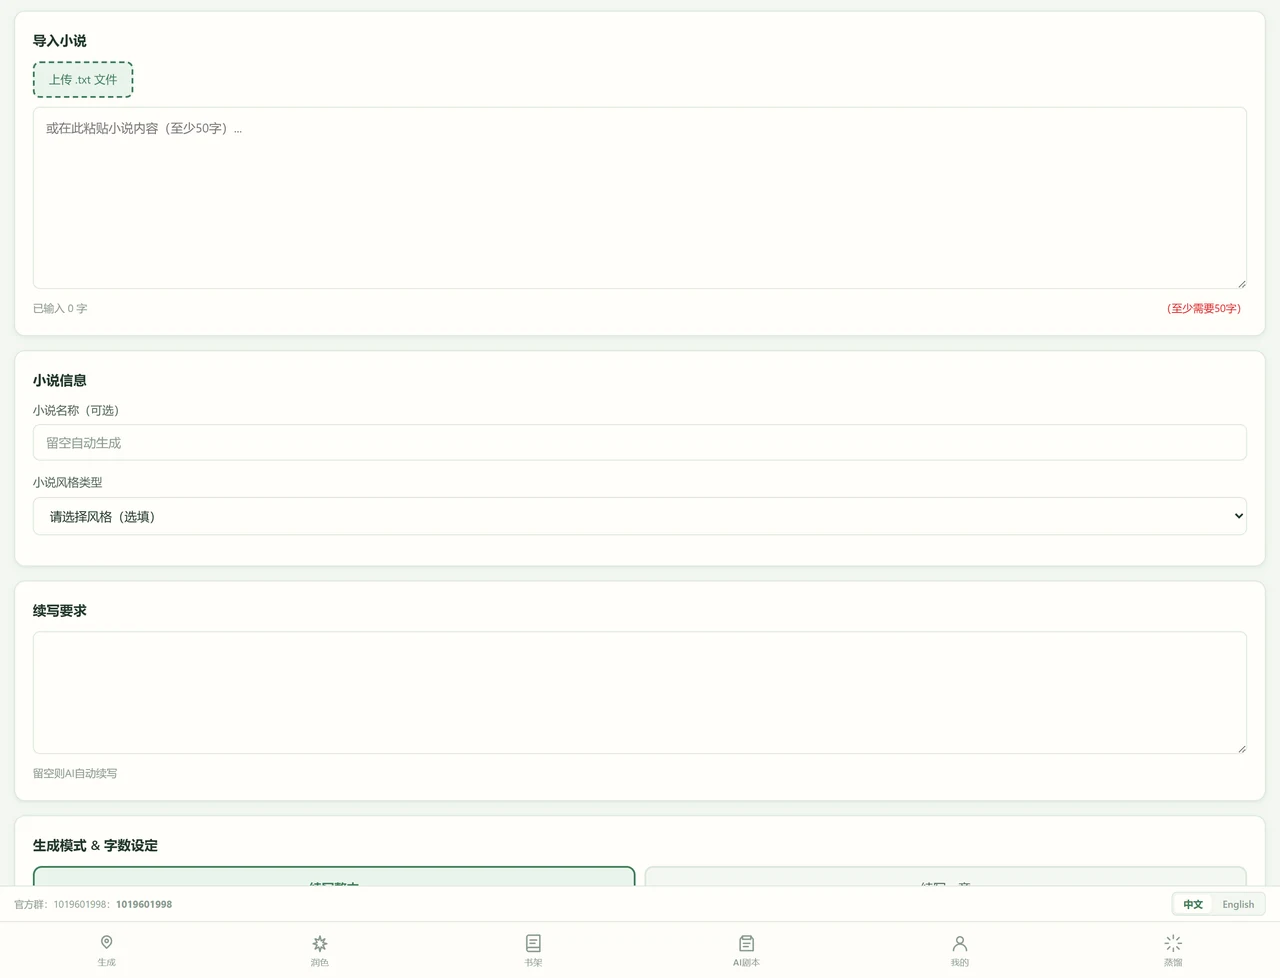 导入小说
上传 .txt 文件
或在此粘贴小说内容（至少50字）...
已输入 0 字
(至少需要50字)
小说信息
小说名称（可选）
留空自动生成
小说风格类型
请选择风格（选填）
续写要求
留空则AI自动续写
生成模式 & 字数设定
官方群：1019601998：1019601998
中文
English
生成
润色
书架
AI剧本
我的
蒸馏